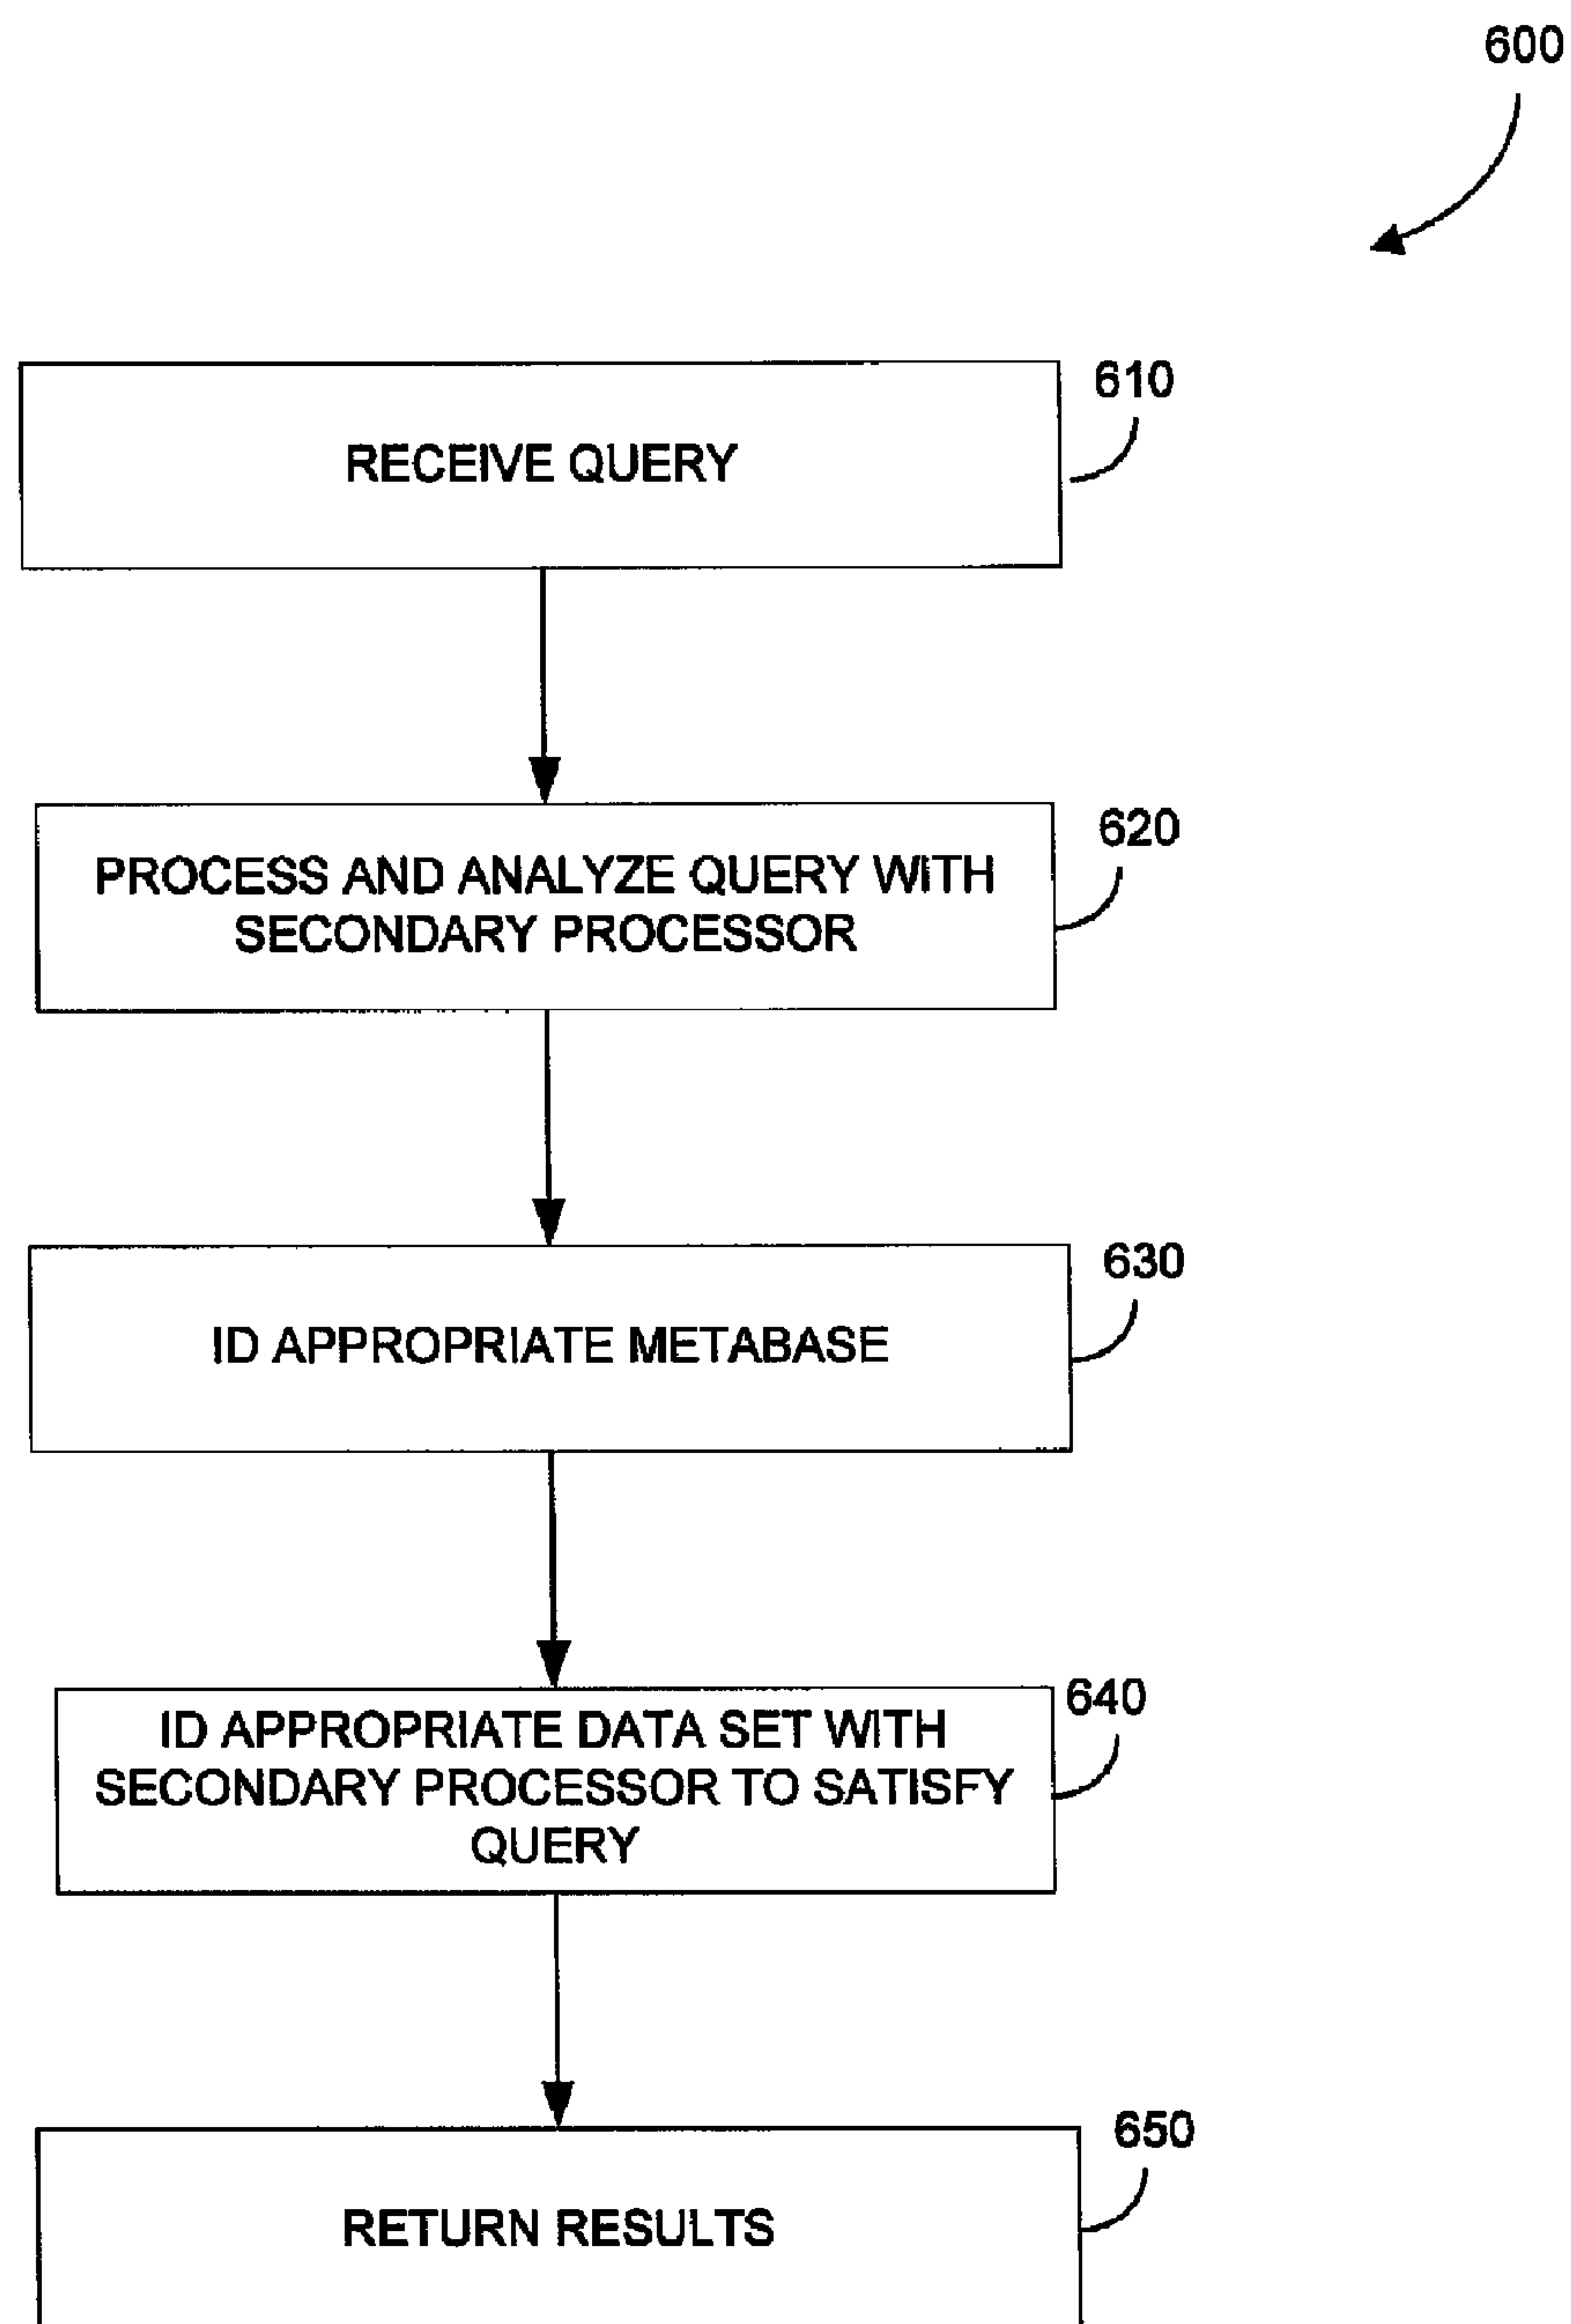 600
610
RECEIVE QUERY
620
PROCESS AND ANALYZE QUERY WITH
SECONDARY PROCESSOR
630
ID APPROPRIATE METABASE
640
ID APPROPRIATE DATA SET WITH
SECONDARY PROCESSOR TO SATISFY
QUERY
650
RETURN RESULTS